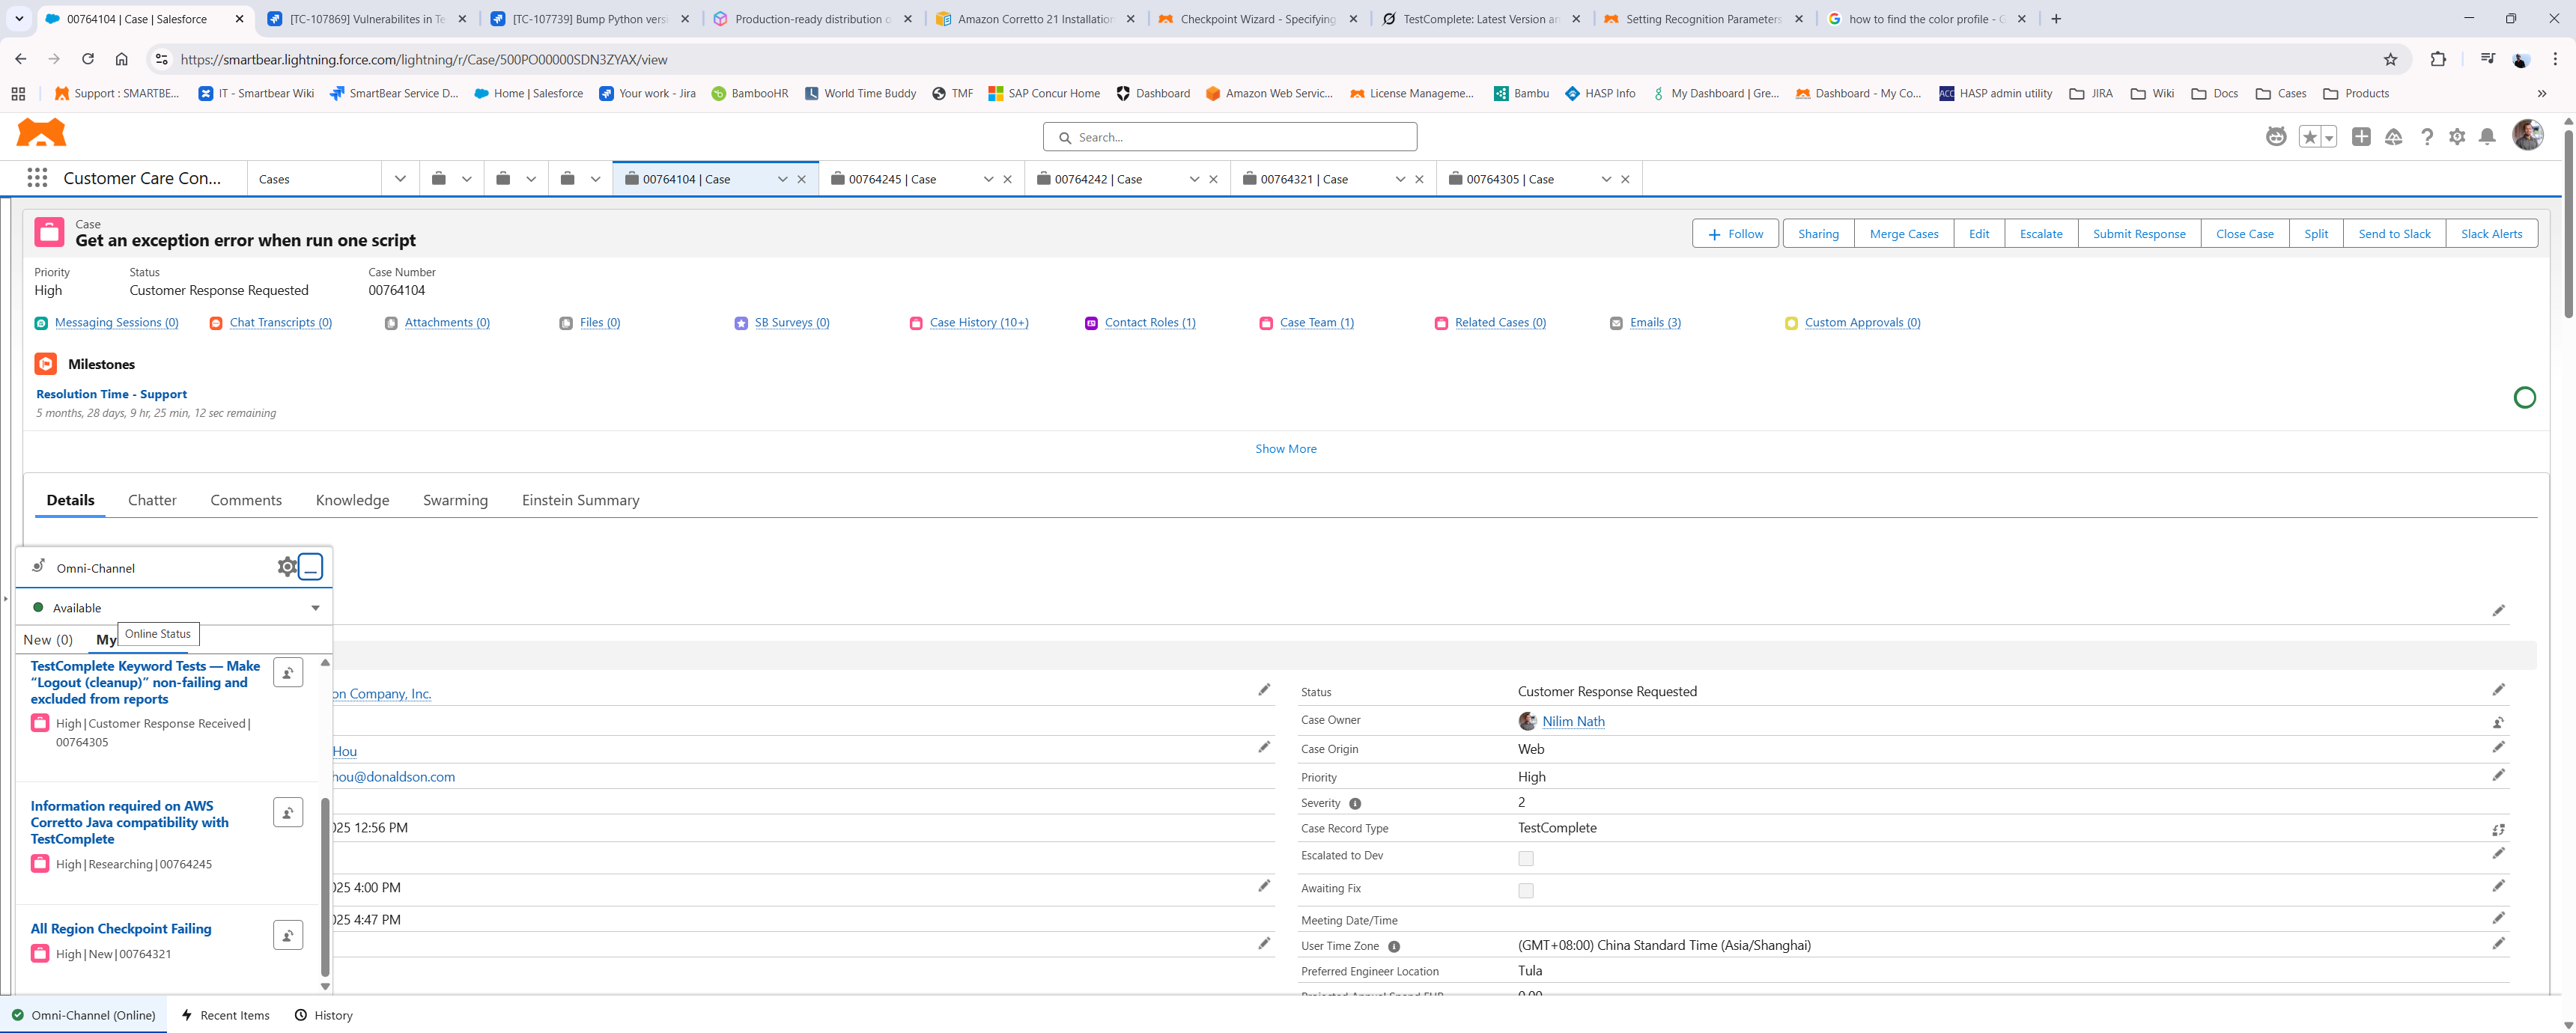 00764104 | Case | Salesforce
[TC-107869] Vulnerabilites in Te
[TC-107739] Bump Python vers
Production-ready distribution o
Amazon Corretto 21 Installation
Checkpoint Wizard - Specifying
TestComplete: Latest Version an
Setting Recognition Parameters
how to find the color profile - G
https://smartbear.lightning.force.com/lightning/r/Case/500PO00000SDN3ZYAX/view
Support : SMARTBE...
IT - Smartbear Wiki
SmartBear Service D...
Home | Salesforce
Your work - Jira
BambooHR
World Time Buddy
TMF
SAP Concur Home
Dashboard
Amazon Web Servic...
License Manageme...
Bambu
HASP Info
My Dashboard | Gre...
Dashboard - My Co...
HASP admin utility
JIRA
Wiki
Docs
Cases
Products
Search...
Customer Care Con...
Cases
00764104 | Case
00764245 | Case
00764242 | Case
00764321 | Case
00764305 | Case
Case
Get an exception error when run one script
Follow
Sharing
Merge Cases
Edit
Escalate
Submit Response
Close Case
Split
Send to Slack
Slack Alerts
Priority
Status
Case Number
High
Customer Response Requested
00764104
Messaging Sessions (0)
Chat Transcripts (0)
Attachments (0)
Files (0)
SB Surveys (0)
Case History (10+)
Contact Roles (1)
Case Team (1)
Related Cases (0)
Emails (3)
Custom Approvals (0)
Milestones
Resolution Time - Support
5 months, 28 days, 9 hr, 25 min, 12 sec remaining
Show More
Details
Chatter
Comments
Knowledge
Swarming
Einstein Summary
Omni-Channel
Available
Online Status
New (0)
My
TestComplete Keyword Tests — Make
“Logout (cleanup)” non-failing and
excluded from reports
High|Customer Response Received|
00764305
Information required on AWS
Corretto Java compatibility with
TestComplete
High|Researching|00764245
All Region Checkpoint Failing
High|New|00764321
on Company, Inc.
Hou
hou@donaldson.com
025 12:56 PM
025 4:00 PM
025 4:47 PM
Status
Customer Response Requested
Case Owner
Nilim Nath
Case Origin
Web
Priority
High
Severity
2
Case Record Type
TestComplete
Escalated to Dev
Awaiting Fix
Meeting Date/Time
User Time Zone
(GMT+08:00) China Standard Time (Asia/Shanghai)
Preferred Engineer Location
Tula
Omni-Channel (Online)
Recent Items
History